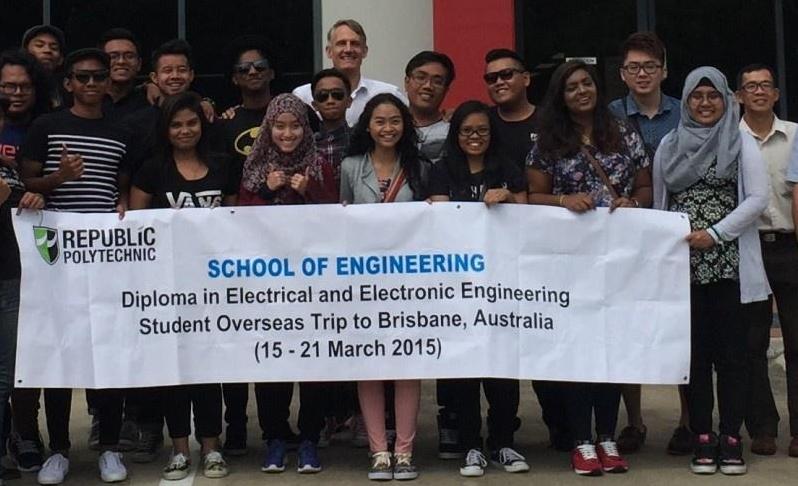 REPUBLIC
POLYTECHNIC
SCHOOL OF ENGINEERING
Diploma in Electrical and Electronic Engineering
Student Overseas Trip to Brisbane, Australia
(15 - 21 March 2015)
VANS